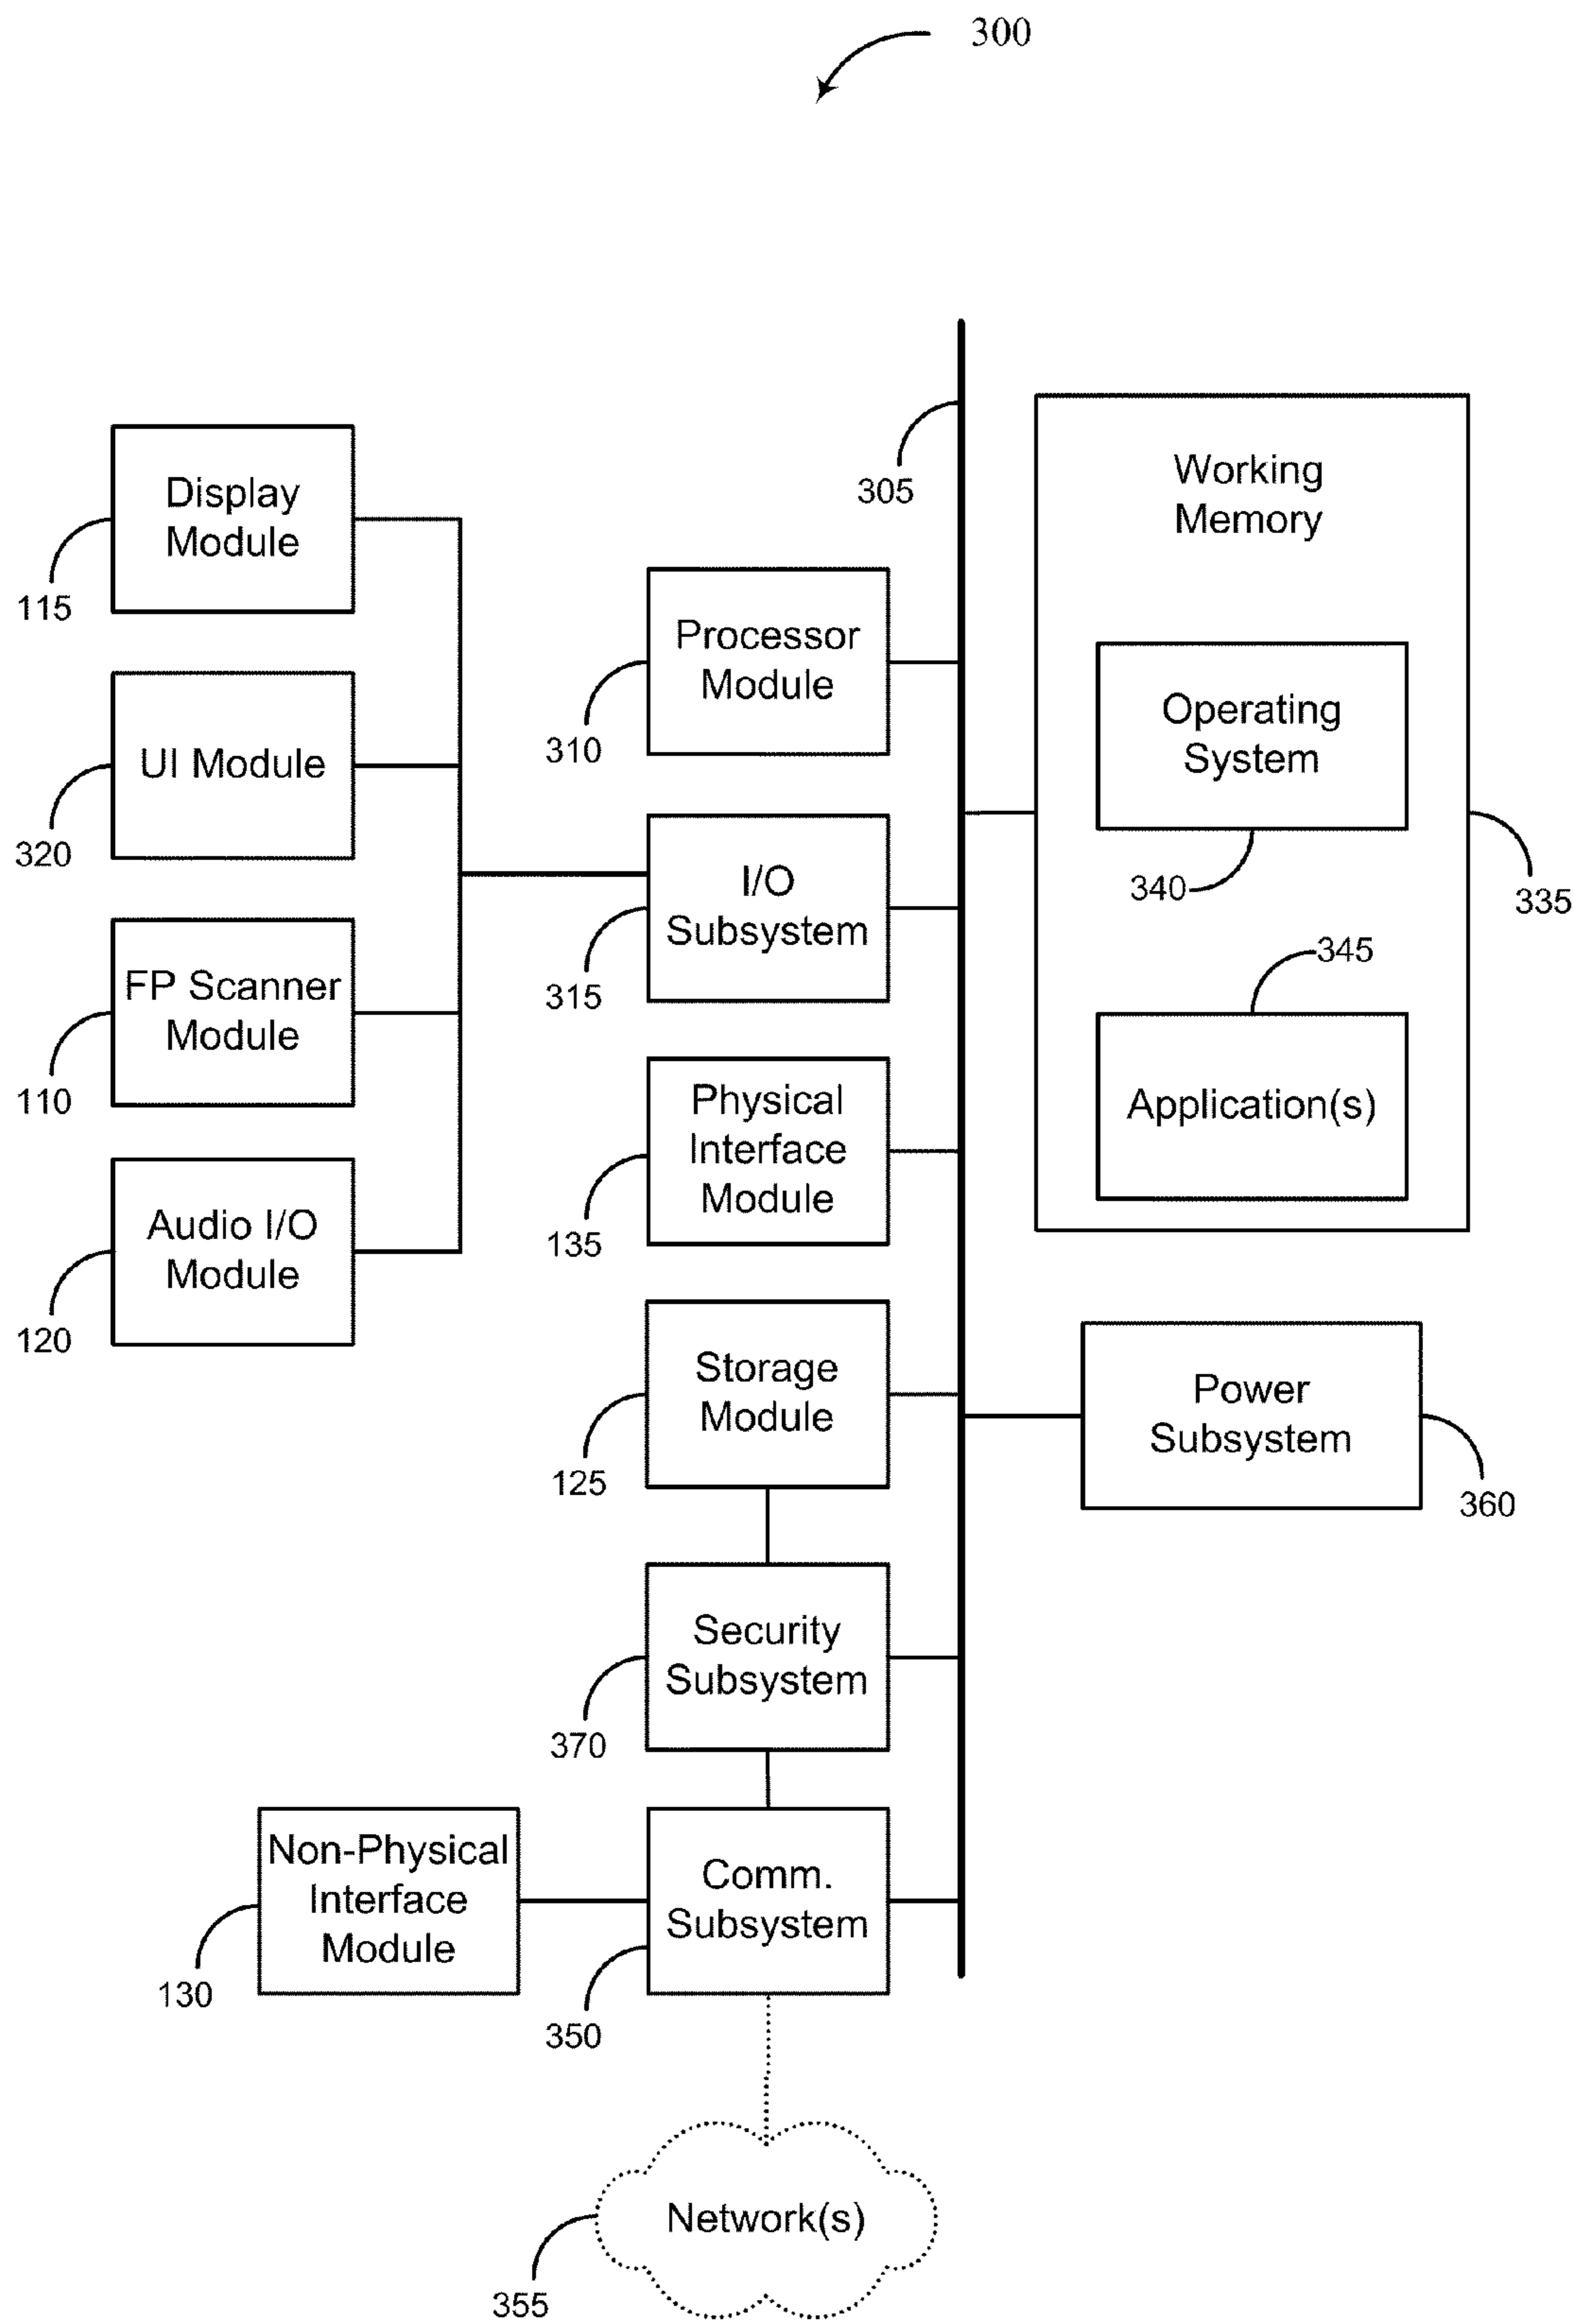 300
305
Display
Module
115
UI Module
320
FP Scanner
Module
110
Audio I/O
Module
120
Processor
Module
310
I/O
Subsystem
315
Physical
Interface
Module
135
Storage
Module
125
Security
Subsystem
370
Comm.
Subsystem
350
Non-Physical
Interface
Module
130
Network(s)
355
Working
Memory
Operating
System
340
335
345
Application(s)
Power
Subsystem
360